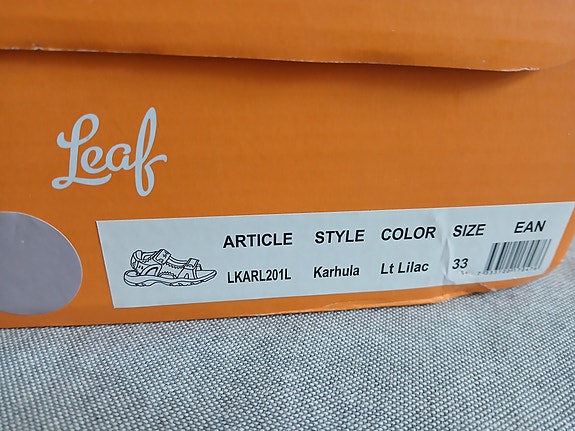 Leaf
ARTICLE STYLE COLOR SIZE EAN
LKARL201L Karhula Lt Lilac 33